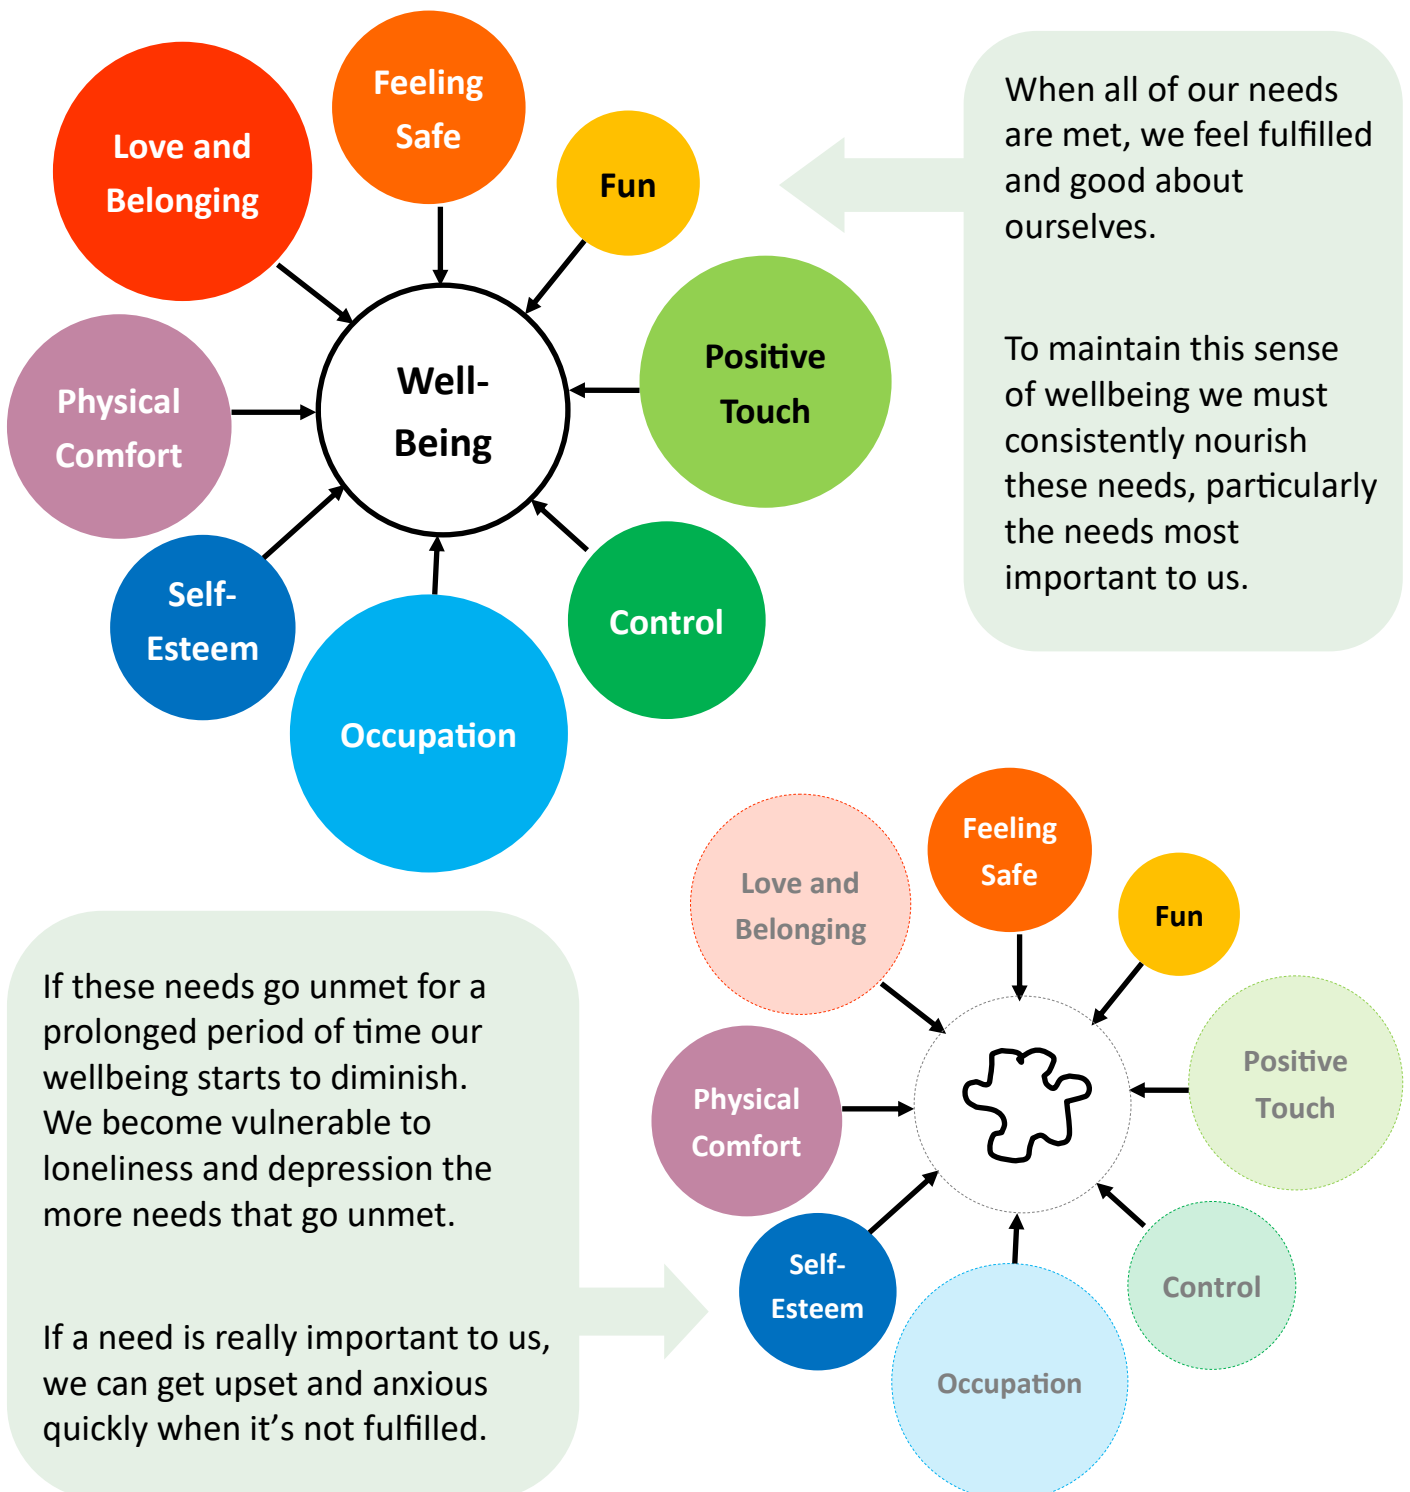 Feeling
Safe
Love and
Belonging
Fun
Positive
Touch
Well-
Being
Physical
Comfort
Self-
Esteem
Control
Occupation
When all of our needs
are met, we feel fulfilled
and good about
ourselves.
To maintain this sense
of wellbeing we must
consistently nourish
these needs, particularly
the needs most
important to us.
If these needs go unmet for a
prolonged period of time our
wellbeing starts to diminish.
We become vulnerable to
loneliness and depression the
more needs that go unmet.
If a need is really important to us,
we can get upset and anxious
quickly when it’s not fulfilled.
Feeling
Safe
Love and
Belonging
Fun
Positive
Touch
Physical
Comfort
Self-
Esteem
Control
Occupation